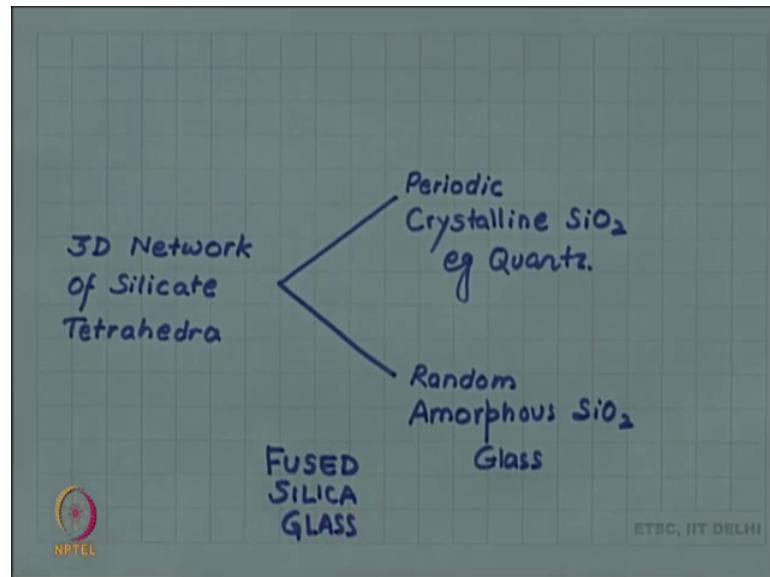 3D Network
of Silicate
Tetrahedra
Periodic
Crystalline SiO₂
eg Quartz.
Random
Amorphous SiO₂
Glass
FUSED
SILICA
GLASS
NPTEL
ETSC, IIT DELHI